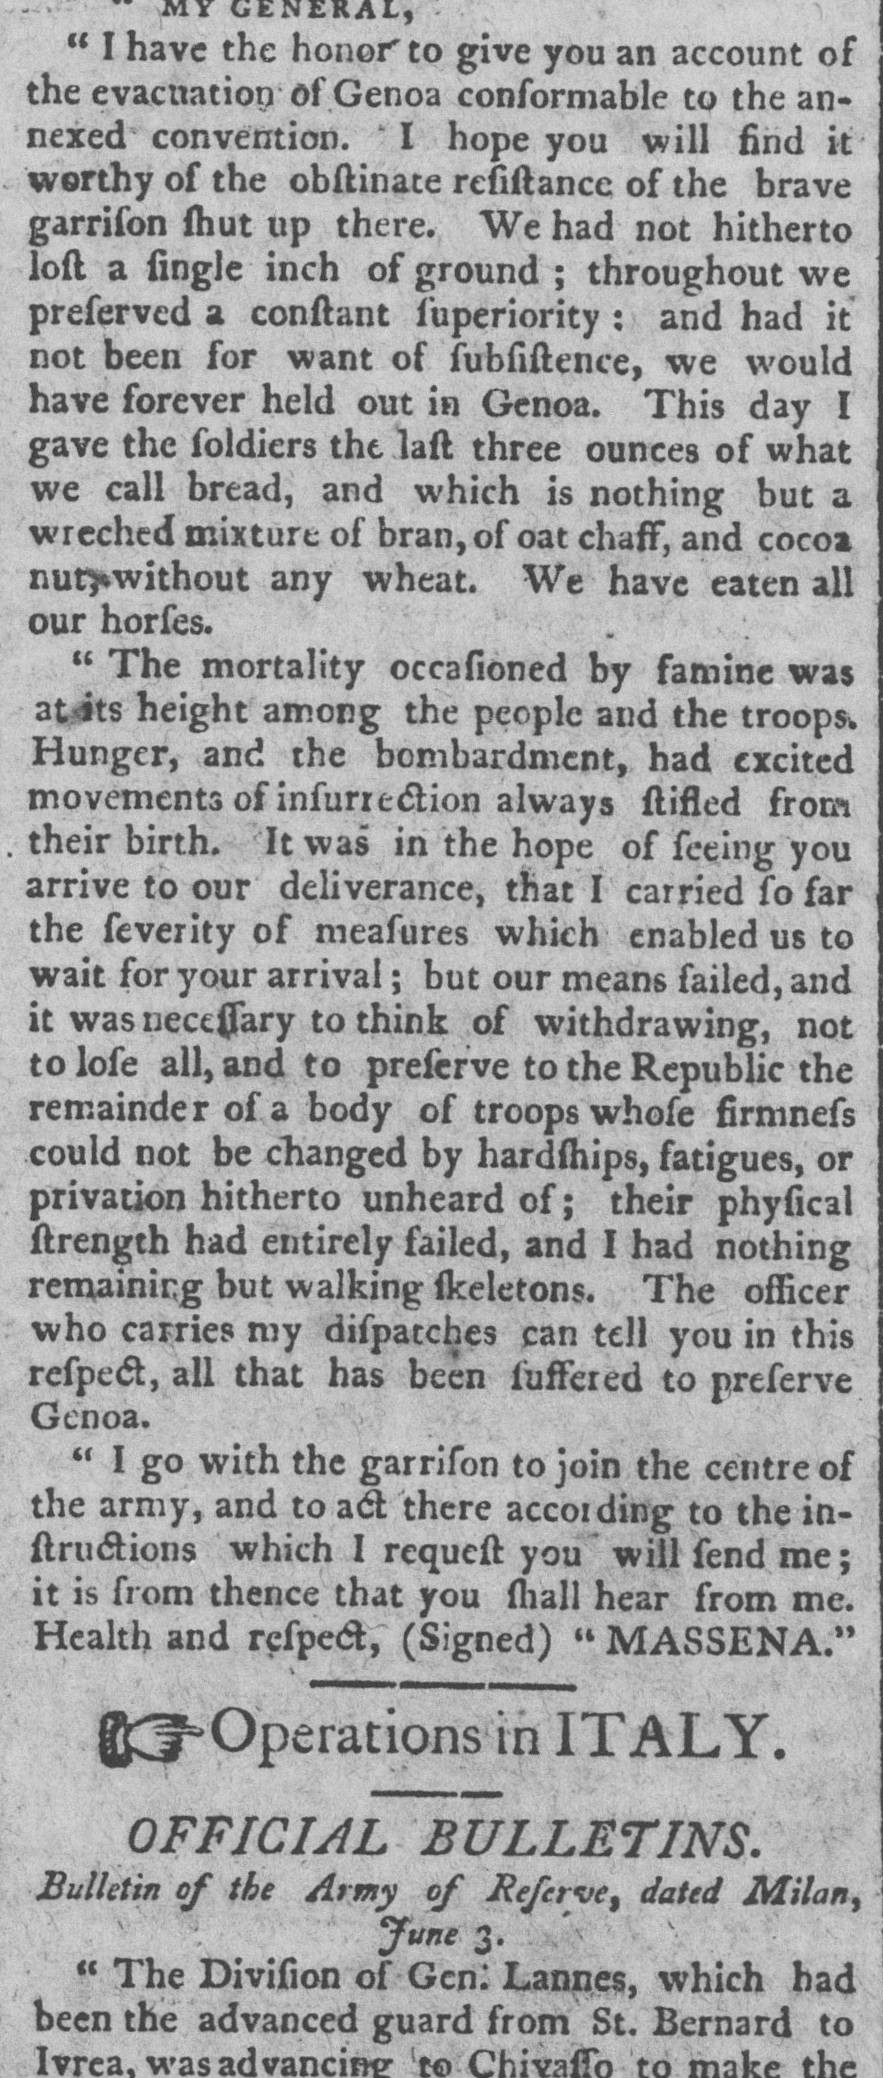 " MY GENERAL,
" I have the honor to give you an account of
the evacuation of Genoa conſormable to the an-
nexed convention. I hope you will find it
worthy of the obſtinate reſiſtance of the brave
garriſon ſhut up there. We had not hitherto
loſt a ſingle inch of ground ; throughout we
preſerved a conſtant ſuperiority : and had it
not been for want of ſubſiſtence, we would
have forever held out in Genoa. This day I
gave the ſoldiers the laſt three ounces of what
we call bread, and which is nothing but a
wreched mixture of bran, of oat chaff, and cocoa
nut, without any wheat. We have eaten all
our horſes.
" The mortality occaſioned by famine was
at its height among the people and the troops.
Hunger, and the bombardment, had excited
movements of inſurrection always ſtifled from
their birth. It was in the hope of ſeeing you
arrive to our deliverance, that I carried ſo far
the ſeverity of meaſures which enabled us to
wait for your arrival ; but our means failed, and
it was neceſſary to think of withdrawing, not
to loſe all, and to preſerve to the Republic the
remainder of a body of troops whoſe firmneſs
could not be changed by hardſhips, fatigues, or
privation hitherto unheard of ; their phyſical
ſtrength had entirely failed, and I had nothing
remaining but walking ſkeletons. The officer
who carries my diſpatches can tell you in this
reſpect, all that has been ſuffered to preſerve
Genoa.
" I go with the garriſon to join the centre of
the army, and to act there according to the in-
ſtructions which I requeſt you will ſend me ;
it is from thence that you ſhall hear from me.
Health and reſpect, (Signed) " MASSENA."
☞ Operations in ITALY.
OFFICIAL BULLETINS.
Bulletin of the Army of Reſerve, dated Milan,
June 3.
" The Diviſion of Gen. Lannes, which had
been the advanced guard from St. Bernard to
Ivrea, was advancing to Chivaſſo to make the